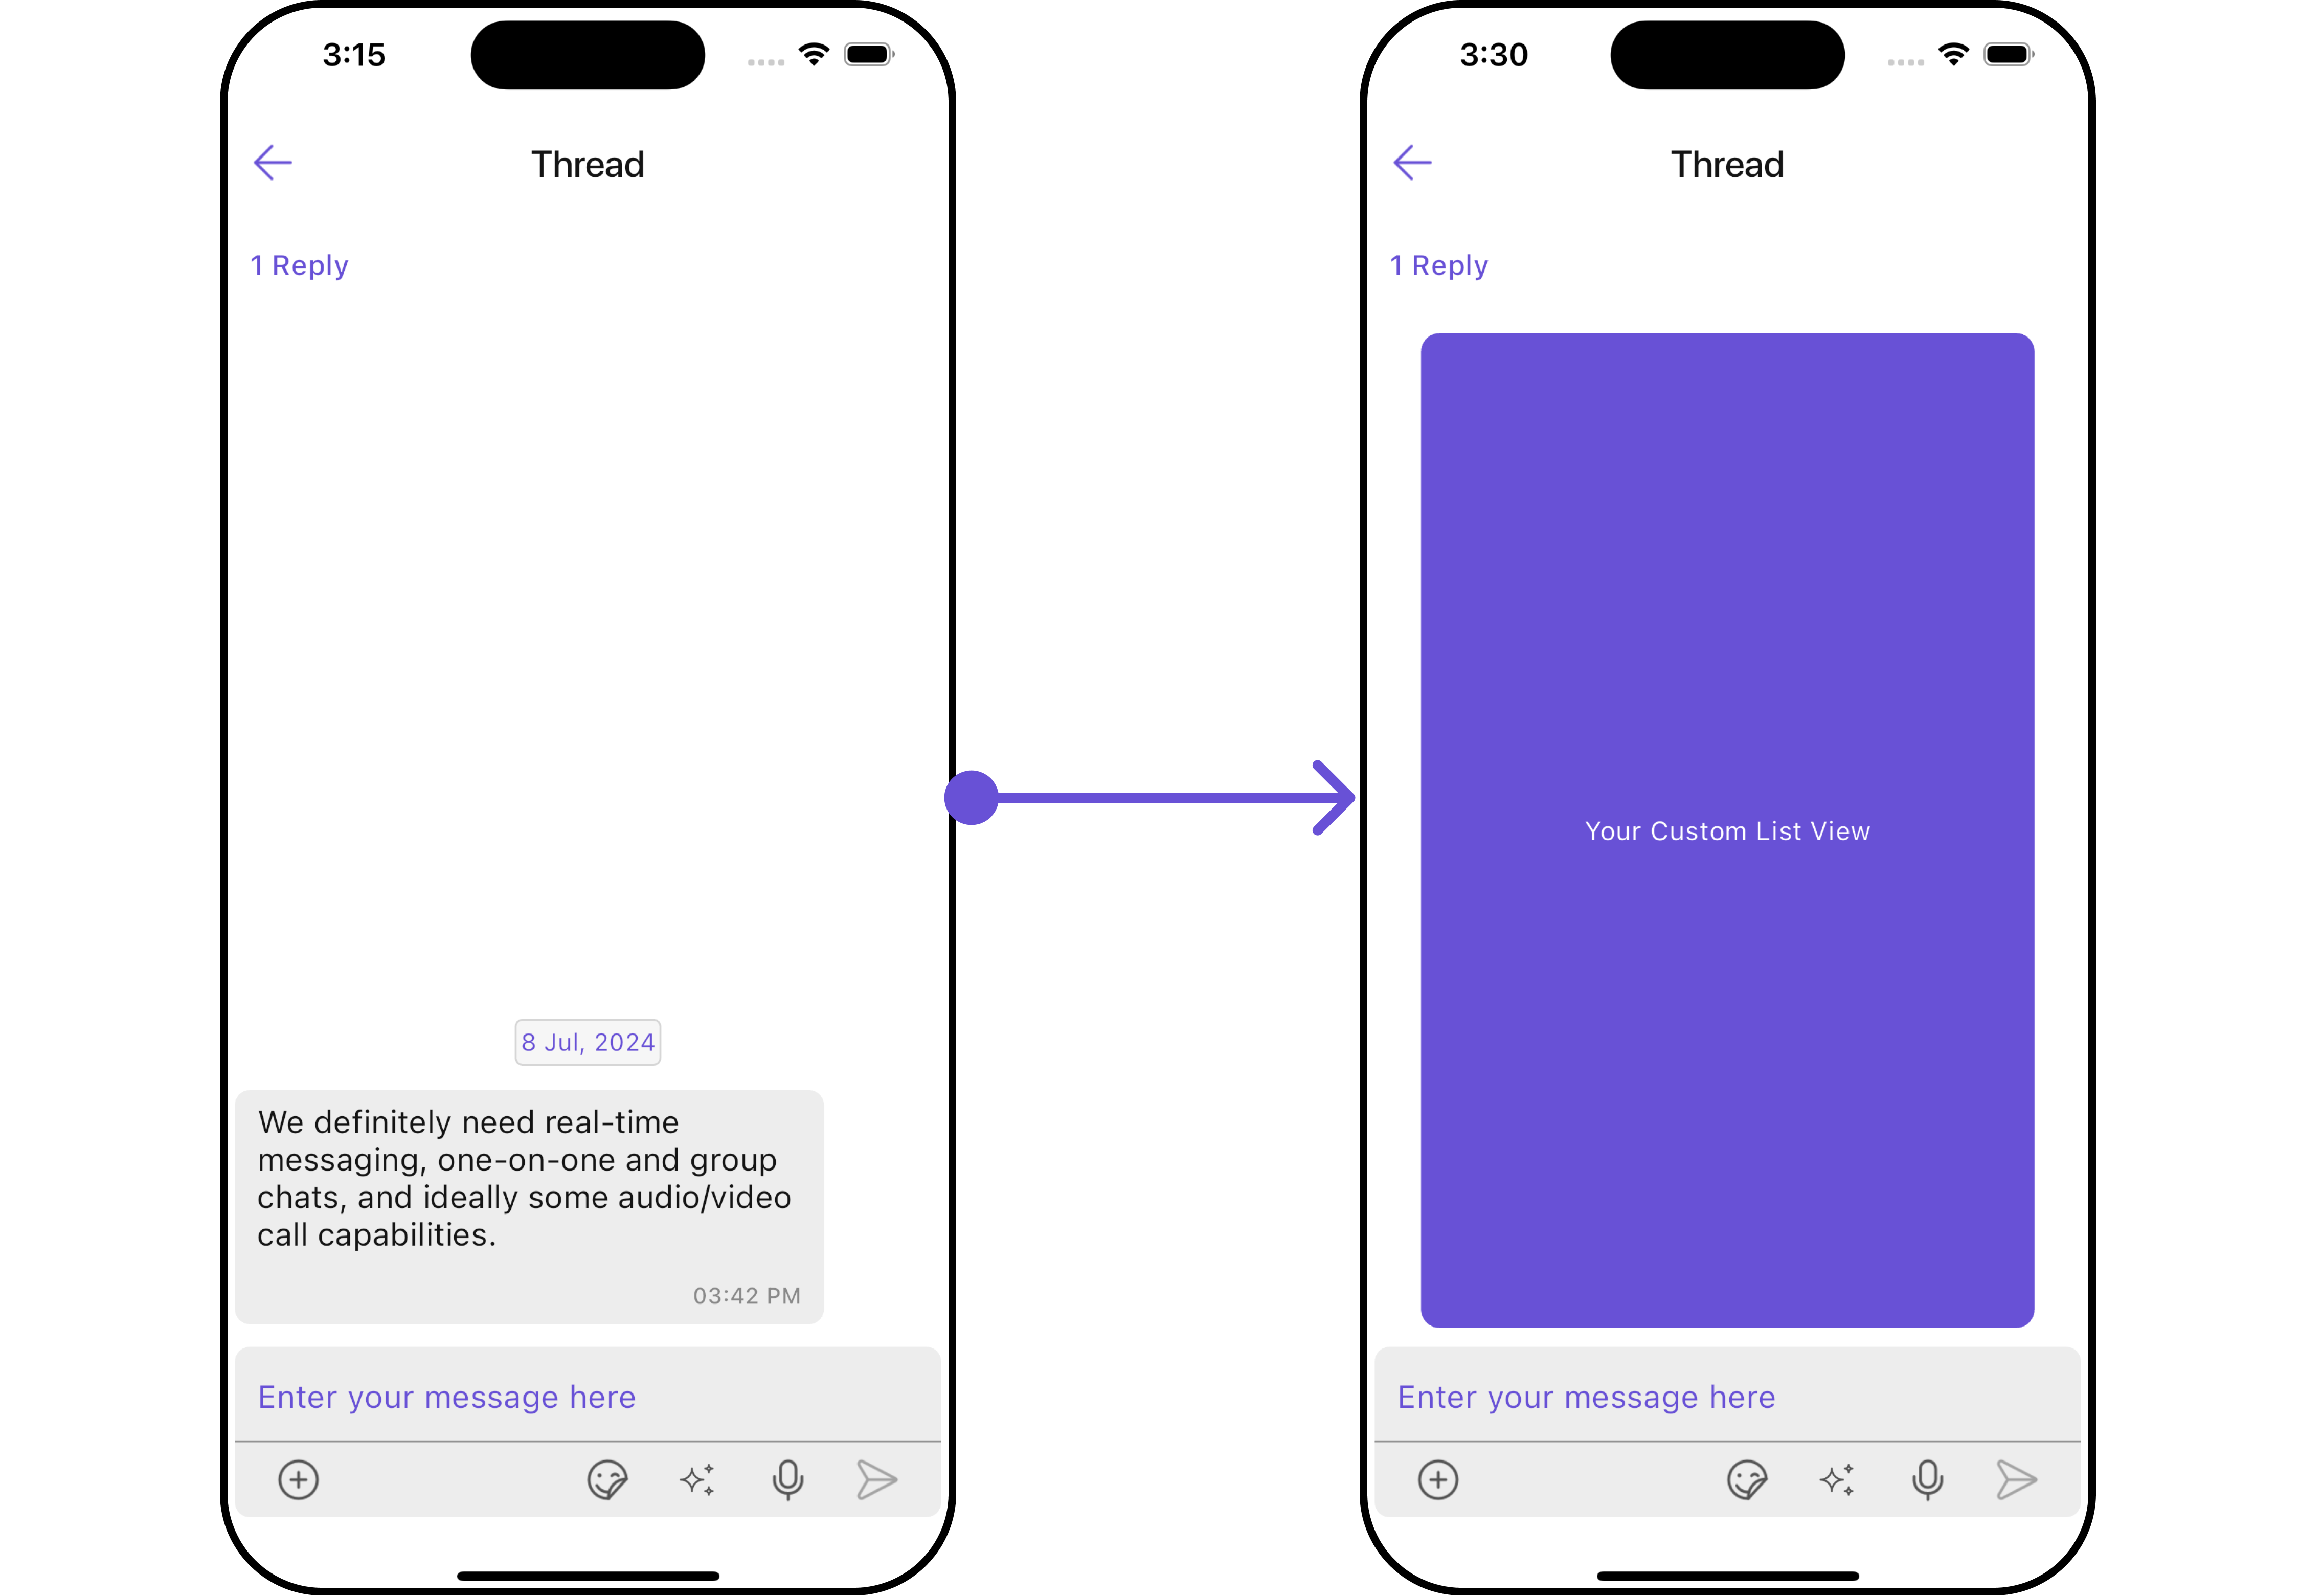 3:15
Thread
1 Reply
8 Jul, 2024
We definitely need real-time
messaging, one-on-one and group
chats, and ideally some audio/video
call capabilities.
03:42 PM
Enter your message here
3:30
Thread
1 Reply
Your Custom List View
Enter your message here